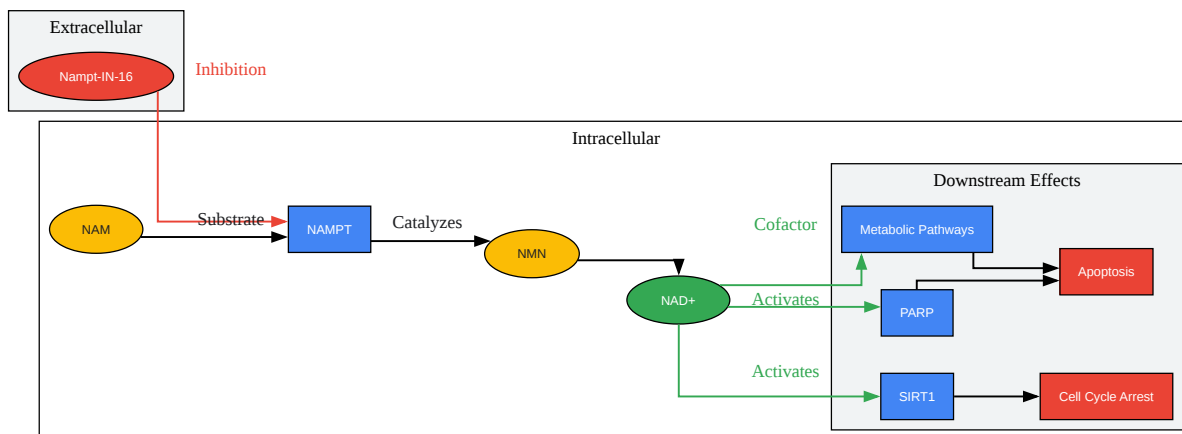 Extracellular
Nampt-IN-16
Inhibition
Intracellular
Downstream Effects
NAM
Substrate
NAMPT
Catalyzes
NMN
Cofactor
Metabolic Pathways
Apoptosis
NAD+
Activates
PARP
Activates
SIRT1
Cell Cycle Arrest